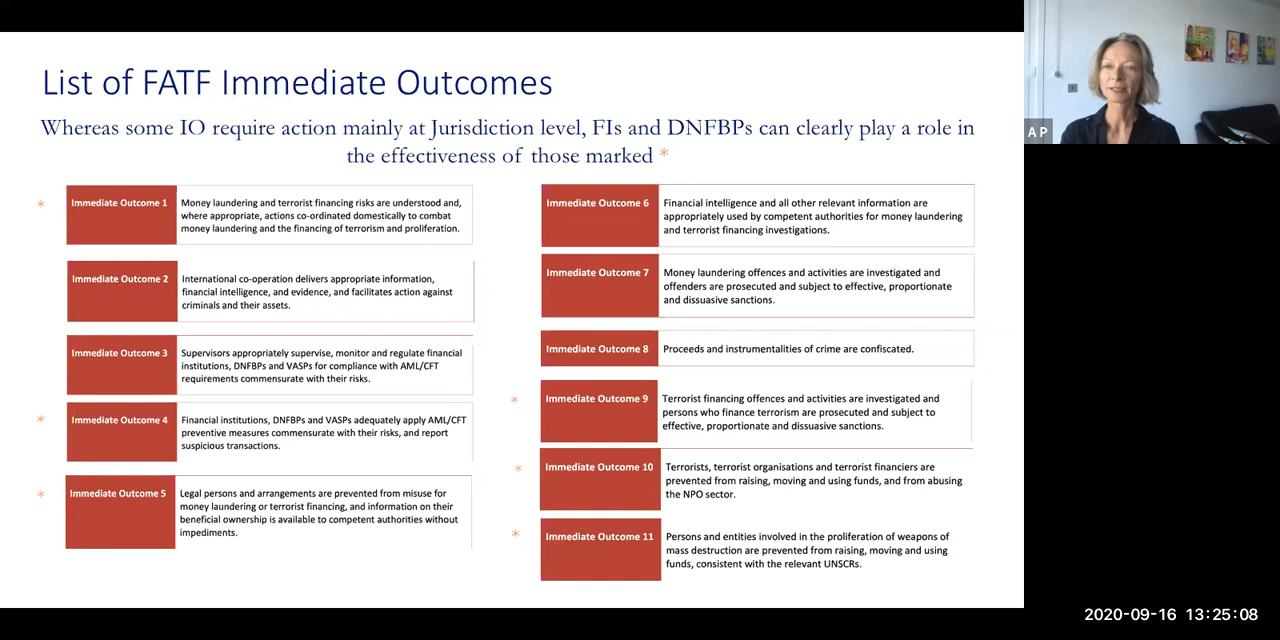 List of FATF Immediate Outcomes
Whereas some IO require action mainly at Jurisdiction level, FIs and DNFBPs can clearly play a role in
the effectiveness of those marked *
* Immediate Outcome 1
Money laundering and terrorist financing risks are understood and,
where appropriate, actions co-ordinated domestically to combat
money laundering and the financing of terrorism and proliferation.
Immediate Outcome 2
International co-operation delivers appropriate information,
financial intelligence, and evidence, and facilitates action against
criminals and their assets.
Immediate Outcome 3
Supervisors appropriately supervise, monitor and regulate financial
institutions, DNFBPs and VASPs for compliance with AML/CFT
requirements commensurate with their risks.
* Immediate Outcome 4
Financial institutions, DNFBPs and VASPs adequately apply AML/CFT
preventive measures commensurate with their risks, and report
suspicious transactions.
* Immediate Outcome 5
Legal persons and arrangements are prevented from misuse for
money laundering or terrorist financing, and information on their
beneficial ownership is available to competent authorities without
impediments.
Immediate Outcome 6
Financial intelligence and all other relevant information are
appropriately used by competent authorities for money laundering
and terrorist financing investigations.
Immediate Outcome 7
Money laundering offences and activities are investigated and
offenders are prosecuted and subject to effective, proportionate
and dissuasive sanctions.
Immediate Outcome 8
Proceeds and instrumentalities of crime are confiscated.
* Immediate Outcome 9
Terrorist financing offences and activities are investigated and
persons who finance terrorism are prosecuted and subject to
effective, proportionate and dissuasive sanctions.
* Immediate Outcome 10
Terrorists, terrorist organisations and terrorist financiers are
prevented from raising, moving and using funds, and from abusing
the NPO sector.
* Immediate Outcome 11
Persons and entities involved in the proliferation of weapons of
mass destruction are prevented from raising, moving and using
funds, consistent with the relevant UNSCRs.
A P
2020-09-16 13:25:08